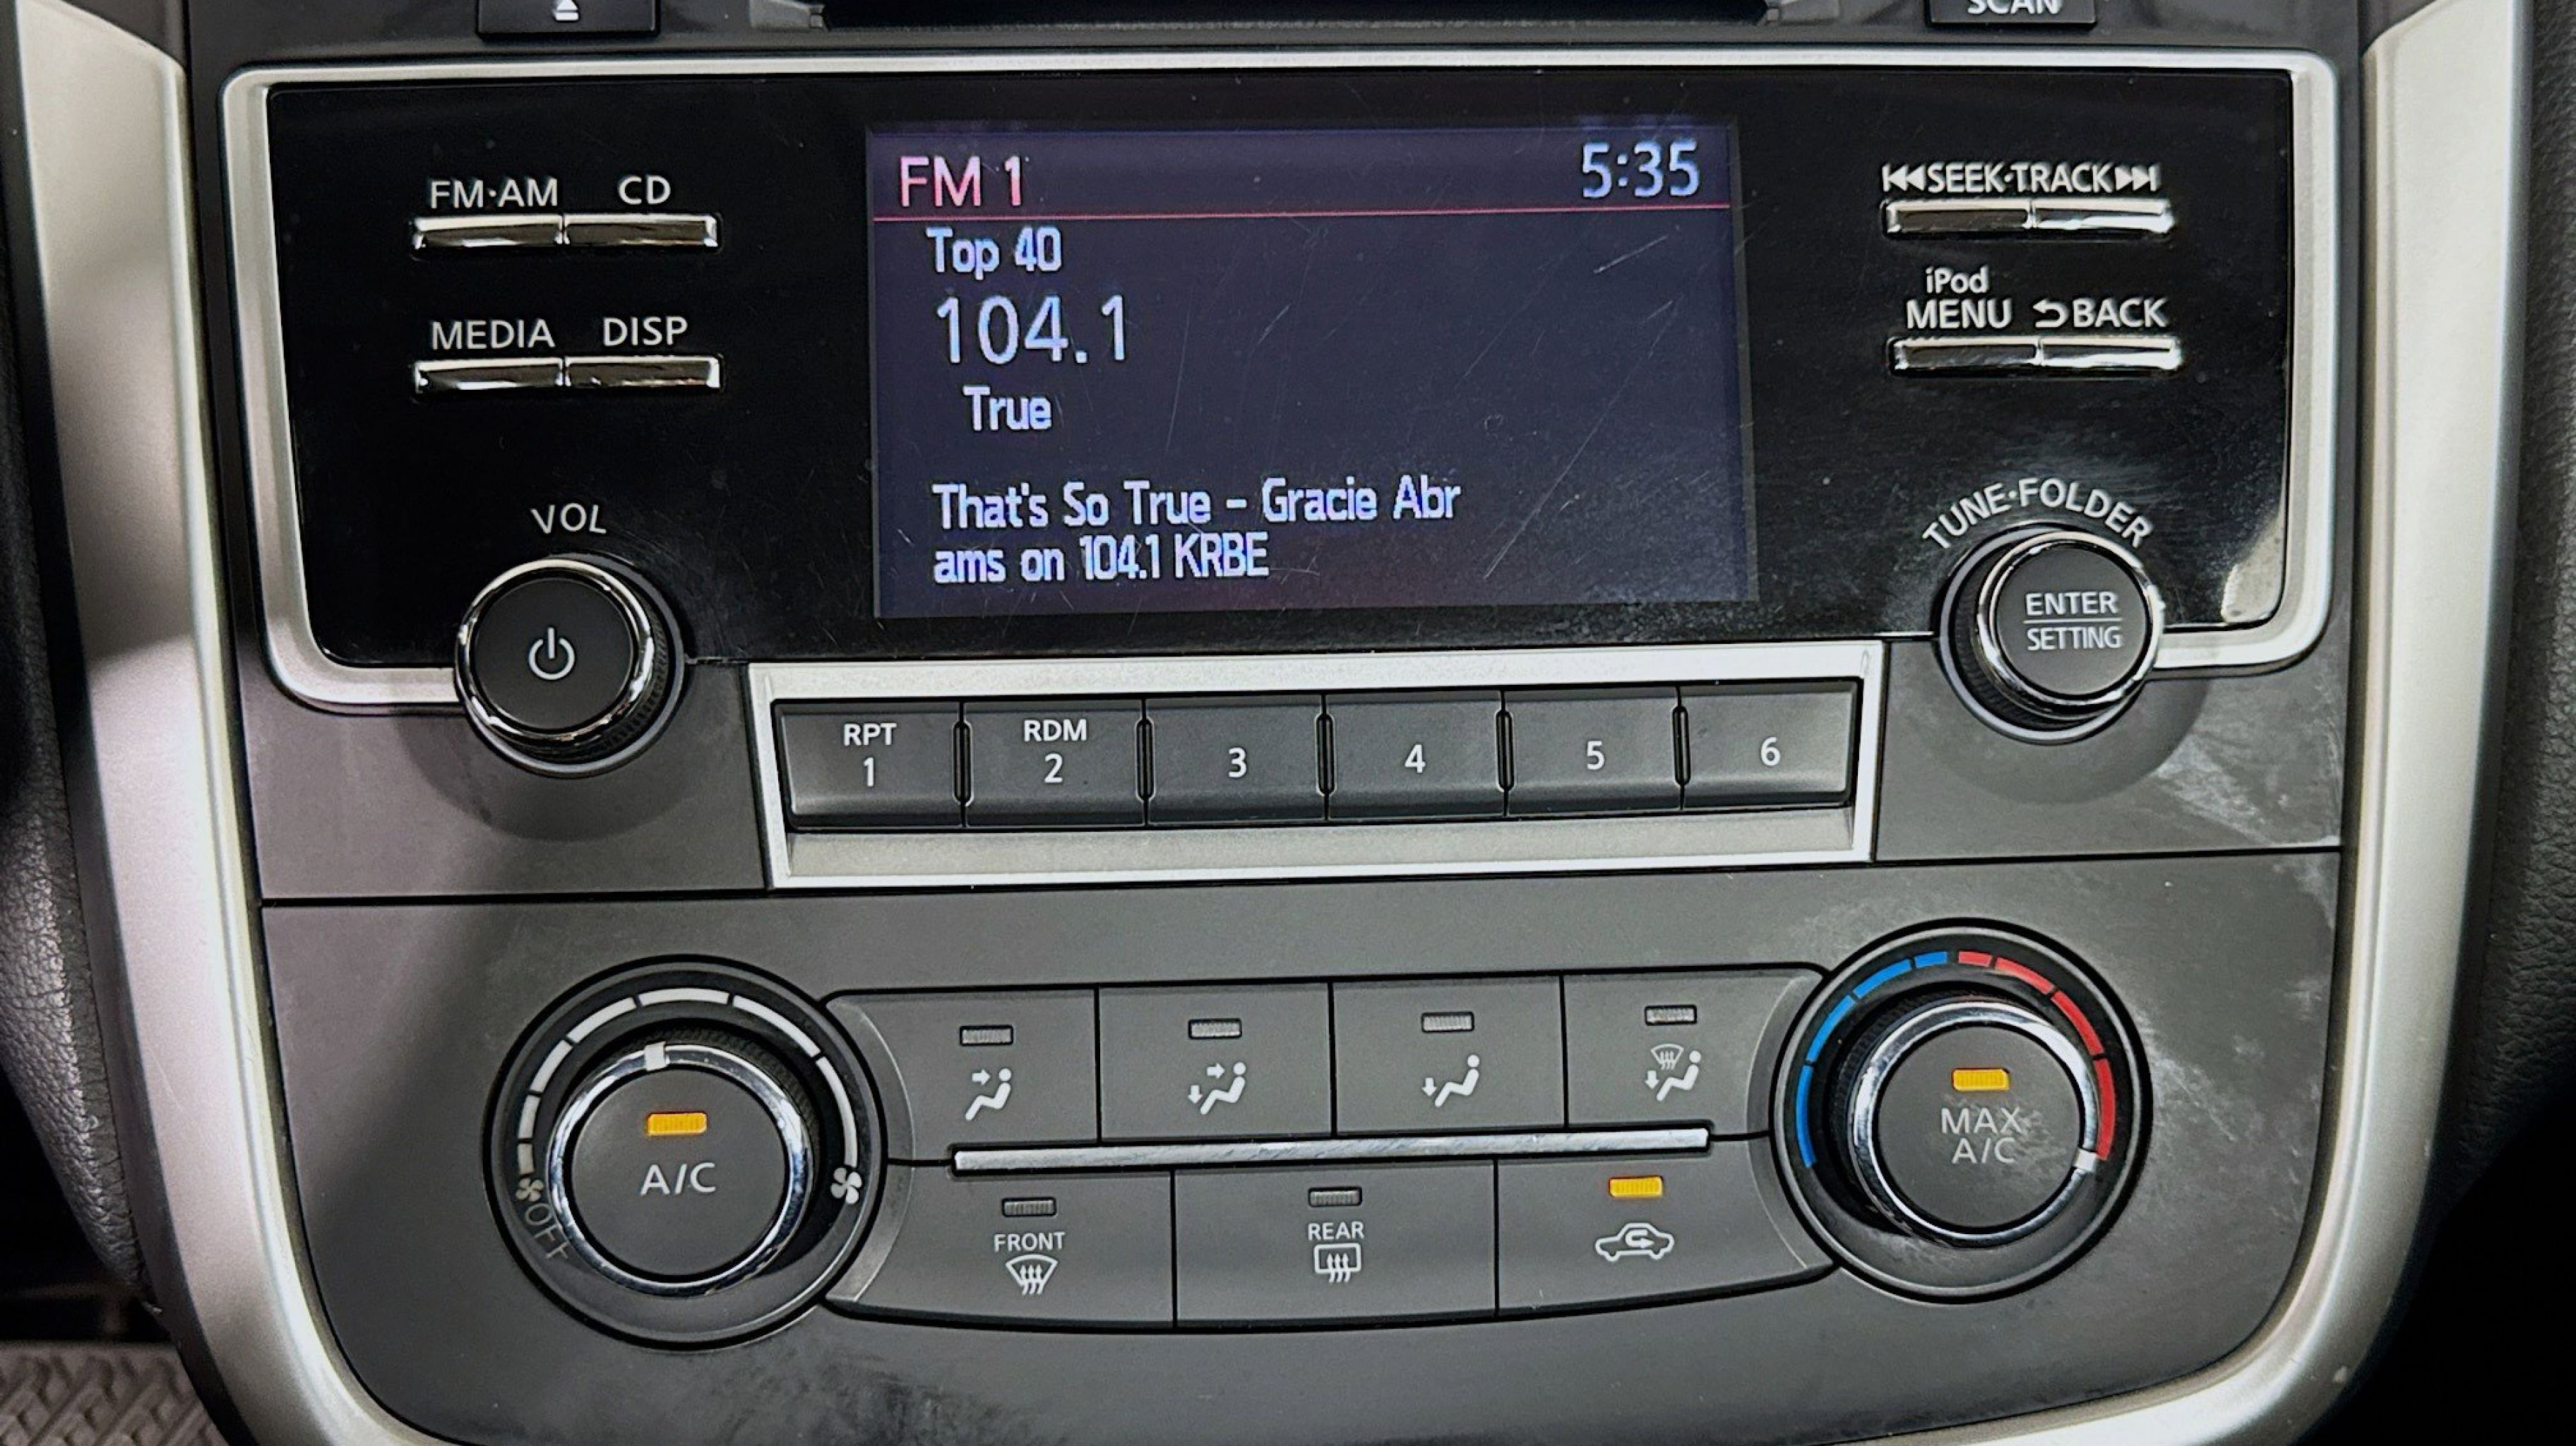 SCAN
FM·AM CD
MEDIA DISP
VOL
FM 1 5:35
Top 40
104.1
True
That's So True - Gracie Abr
ams on 104.1 KRBE
SEEK·TRACK
iPod
MENU BACK
TUNE·FOLDER
ENTER
SETTING
RPT
1
RDM
2
3
4
5
6
A/C
OFF
FRONT
REAR
MAX
A/C